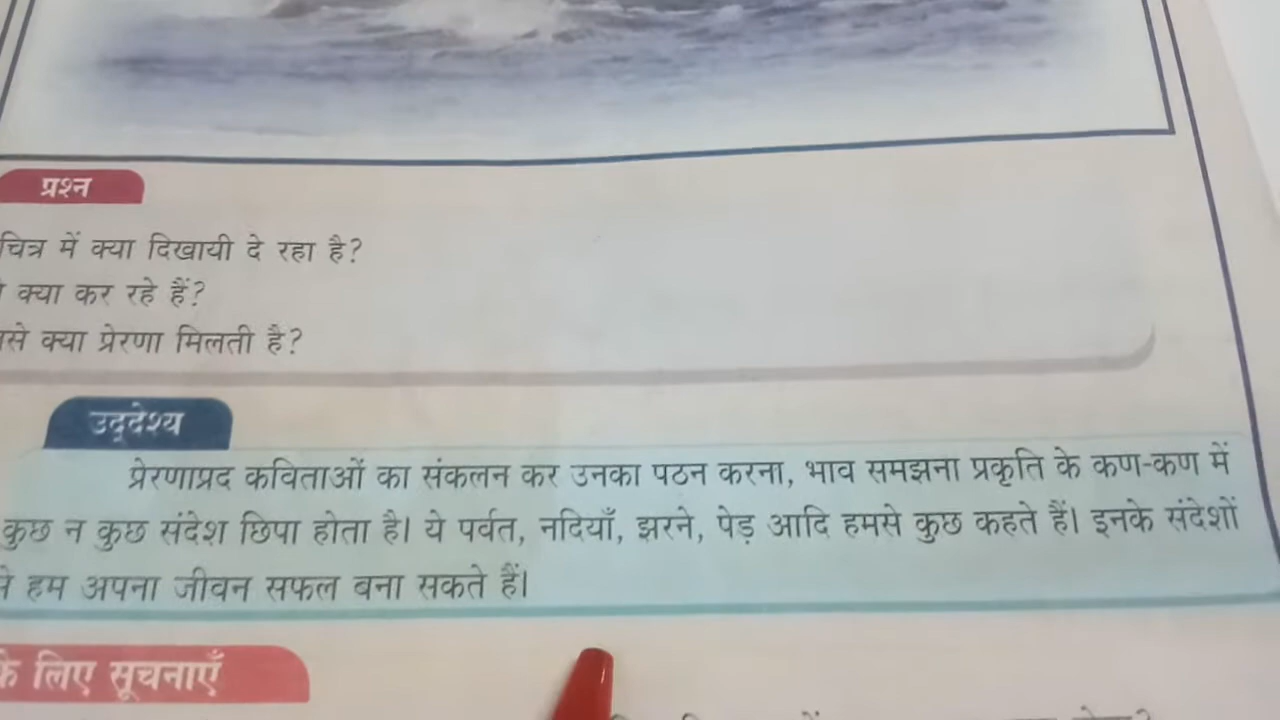 प्रश्न
चित्र में क्या दिखायी दे रहा है?
क्या कर रहे हैं?
क्या प्रेरणा मिलती है?
उद्देश्य
प्रेरणाप्रद कविताओं का संकलन कर उनका पठन करना, भाव समझना प्रकृति के कण-कण में
कुछ न कुछ संदेश छिपा होता है। ये पर्वत, नदियाँ, झरने, पेड़ आदि हमसे कुछ कहते हैं। इनके संदेशों
हम अपना जीवन सफल बना सकते हैं।
के लिए सूचनाएँ